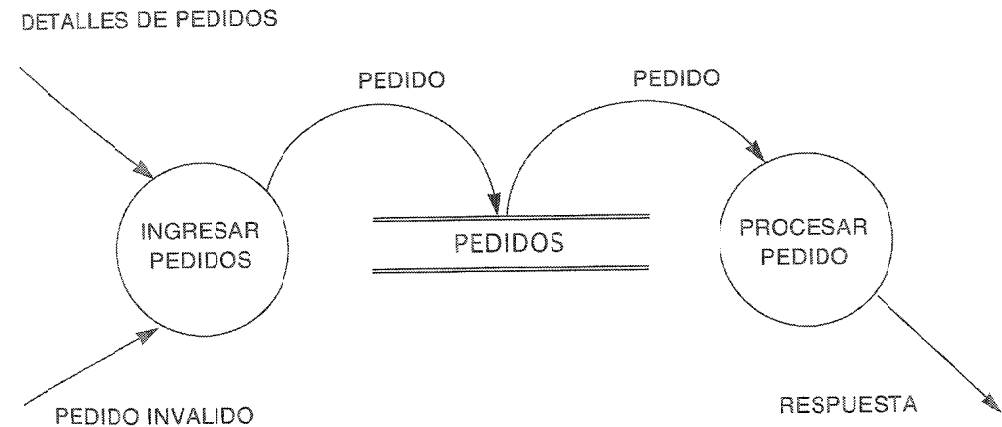 DETALLES DE PEDIDOS
PEDIDO
PEDIDO
INGRESAR
PEDIDOS
PEDIDOS
PROCESAR
PEDIDO
PEDIDO INVALIDO
RESPUESTA